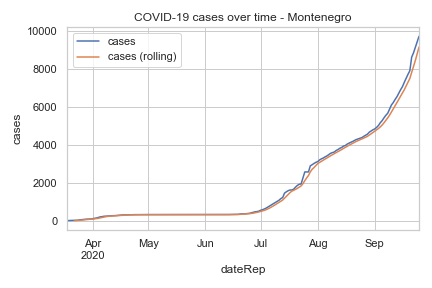 COVID-19 cases over time - Montenegro
cases
cases (rolling)
10000
8000
6000
4000
2000
0
cases
Apr
2020
May
Jun
Jul
Aug
Sep
dateRep